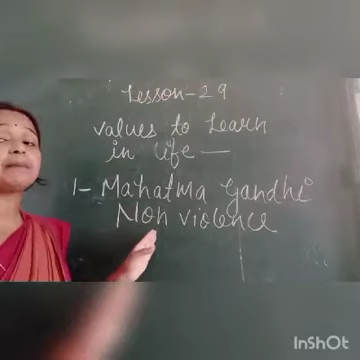 Lesson-29
values to Learn
in Life —
1- Mahatma Gandhi
Non violence
InShOt